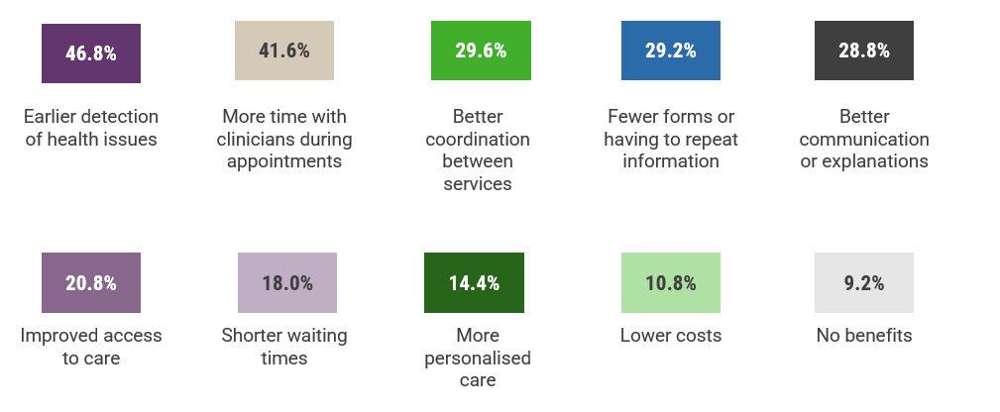 46.8%
Earlier detection
of health issues
41.6%
More time with
clinicians during
appointments
29.6%
Better
coordination
between
services
29.2%
Fewer forms or
having to repeat
information
28.8%
Better
communication
or explanations
20.8%
Improved access
to care
18.0%
Shorter waiting
times
14.4%
More
personalised
care
10.8%
Lower costs
9.2%
No benefits